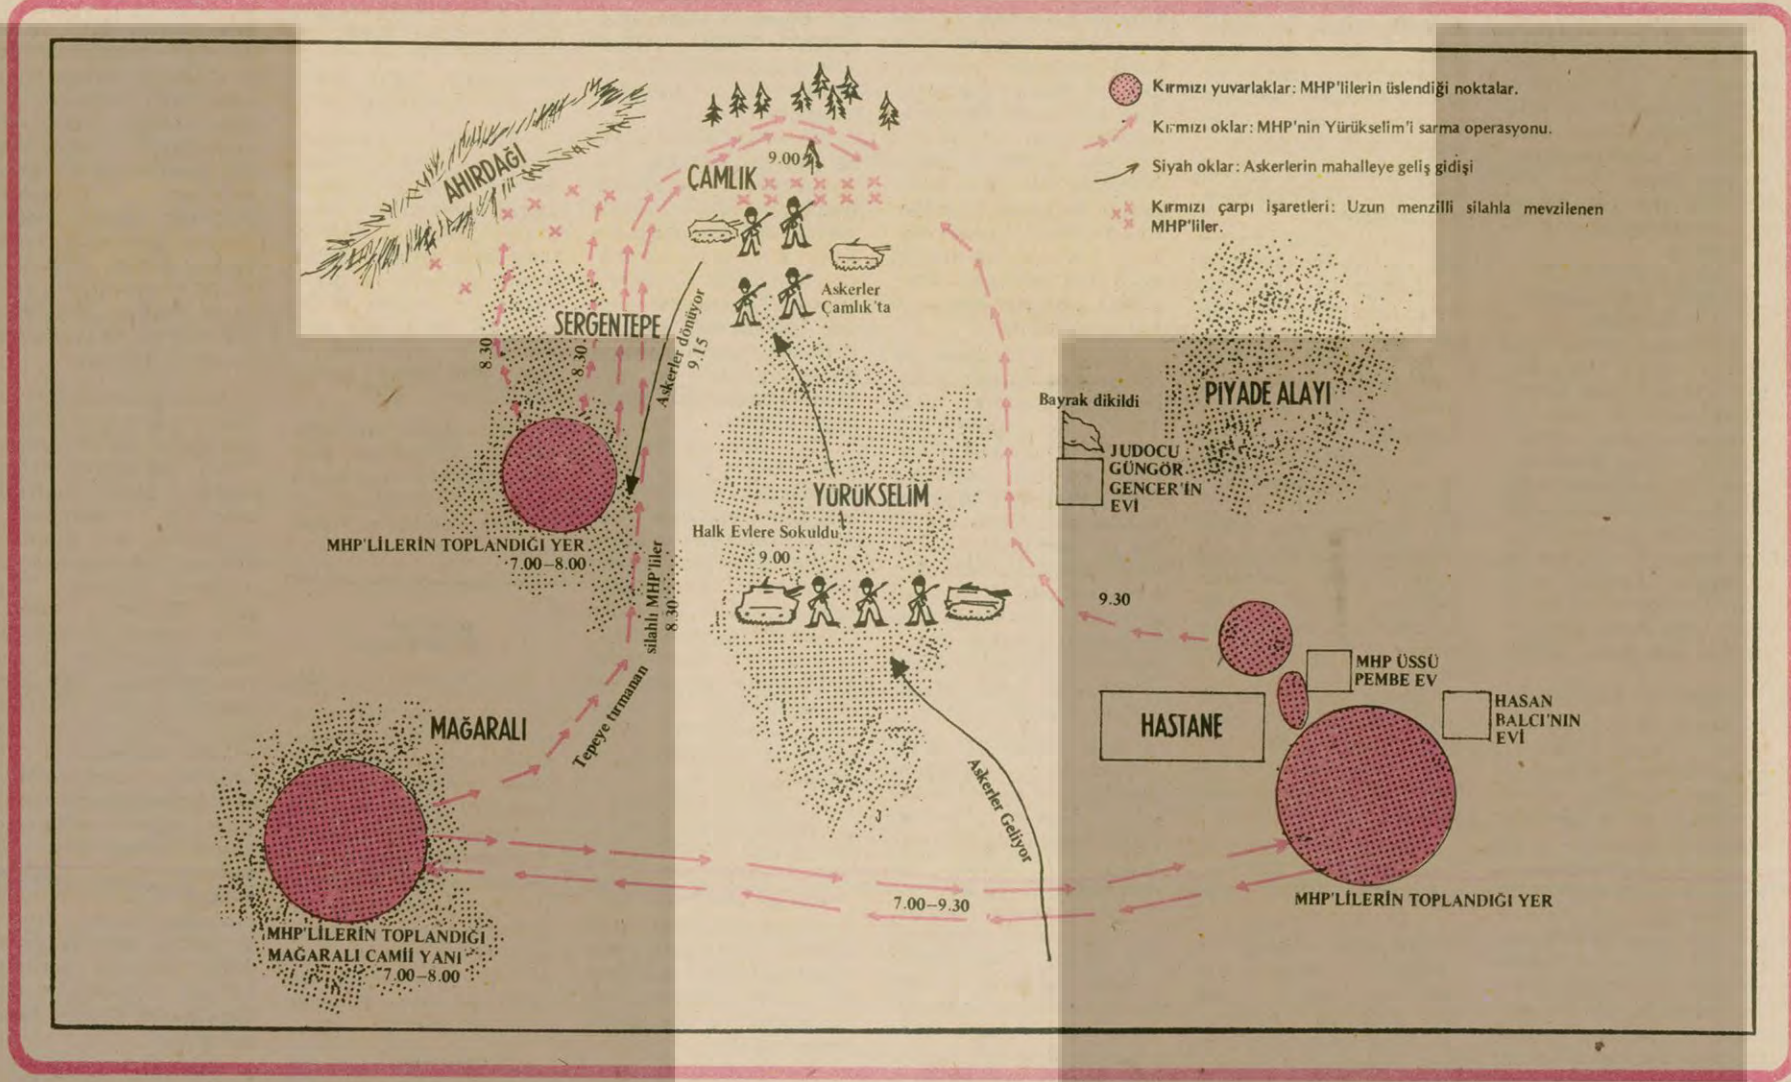 Kırmızı yuvarlaklar: MHP'lilerin üslendiği noktalar.
Kırmızı oklar: MHP'nin Yürükselim'i sarma operasyonu.
Siyah oklar: Askerlerin mahalleye geliş gidişi
Kırmızı çarpı işaretleri: Uzun menzilli silahla mevzilenen
MHP'liler.
AHIRDAĞI
9.00
ÇAMLIK
Askerler
Çamlık'ta
SERGENTEPE
8.30
8.30
Askerler dönüyor
9.15
PİYADE ALAYI
Bayrak dikildi
JUDOCU
GÜNGÖR
GENCER'İN
EVİ
YÜRÜKSELİM
Halk Evlere Sokuldu
9.00
MHP'LİLERİN TOPLANDIĞI YER
7.00–8.00
Tepeye tırmanan silahlı MHP'liler
8.30
9.30
MHP ÜSSÜ
PEMBE EV
HASAN
BALCI'NIN
EVİ
HASTANE
MAĞARALI
Askerler Geliyor
7.00–9.30
MHP'LİLERİN TOPLANDIĞI YER
MHP'LİLERİN TOPLANDIĞI
MAĞARALI CAMİİ YANI
7.00–8.00